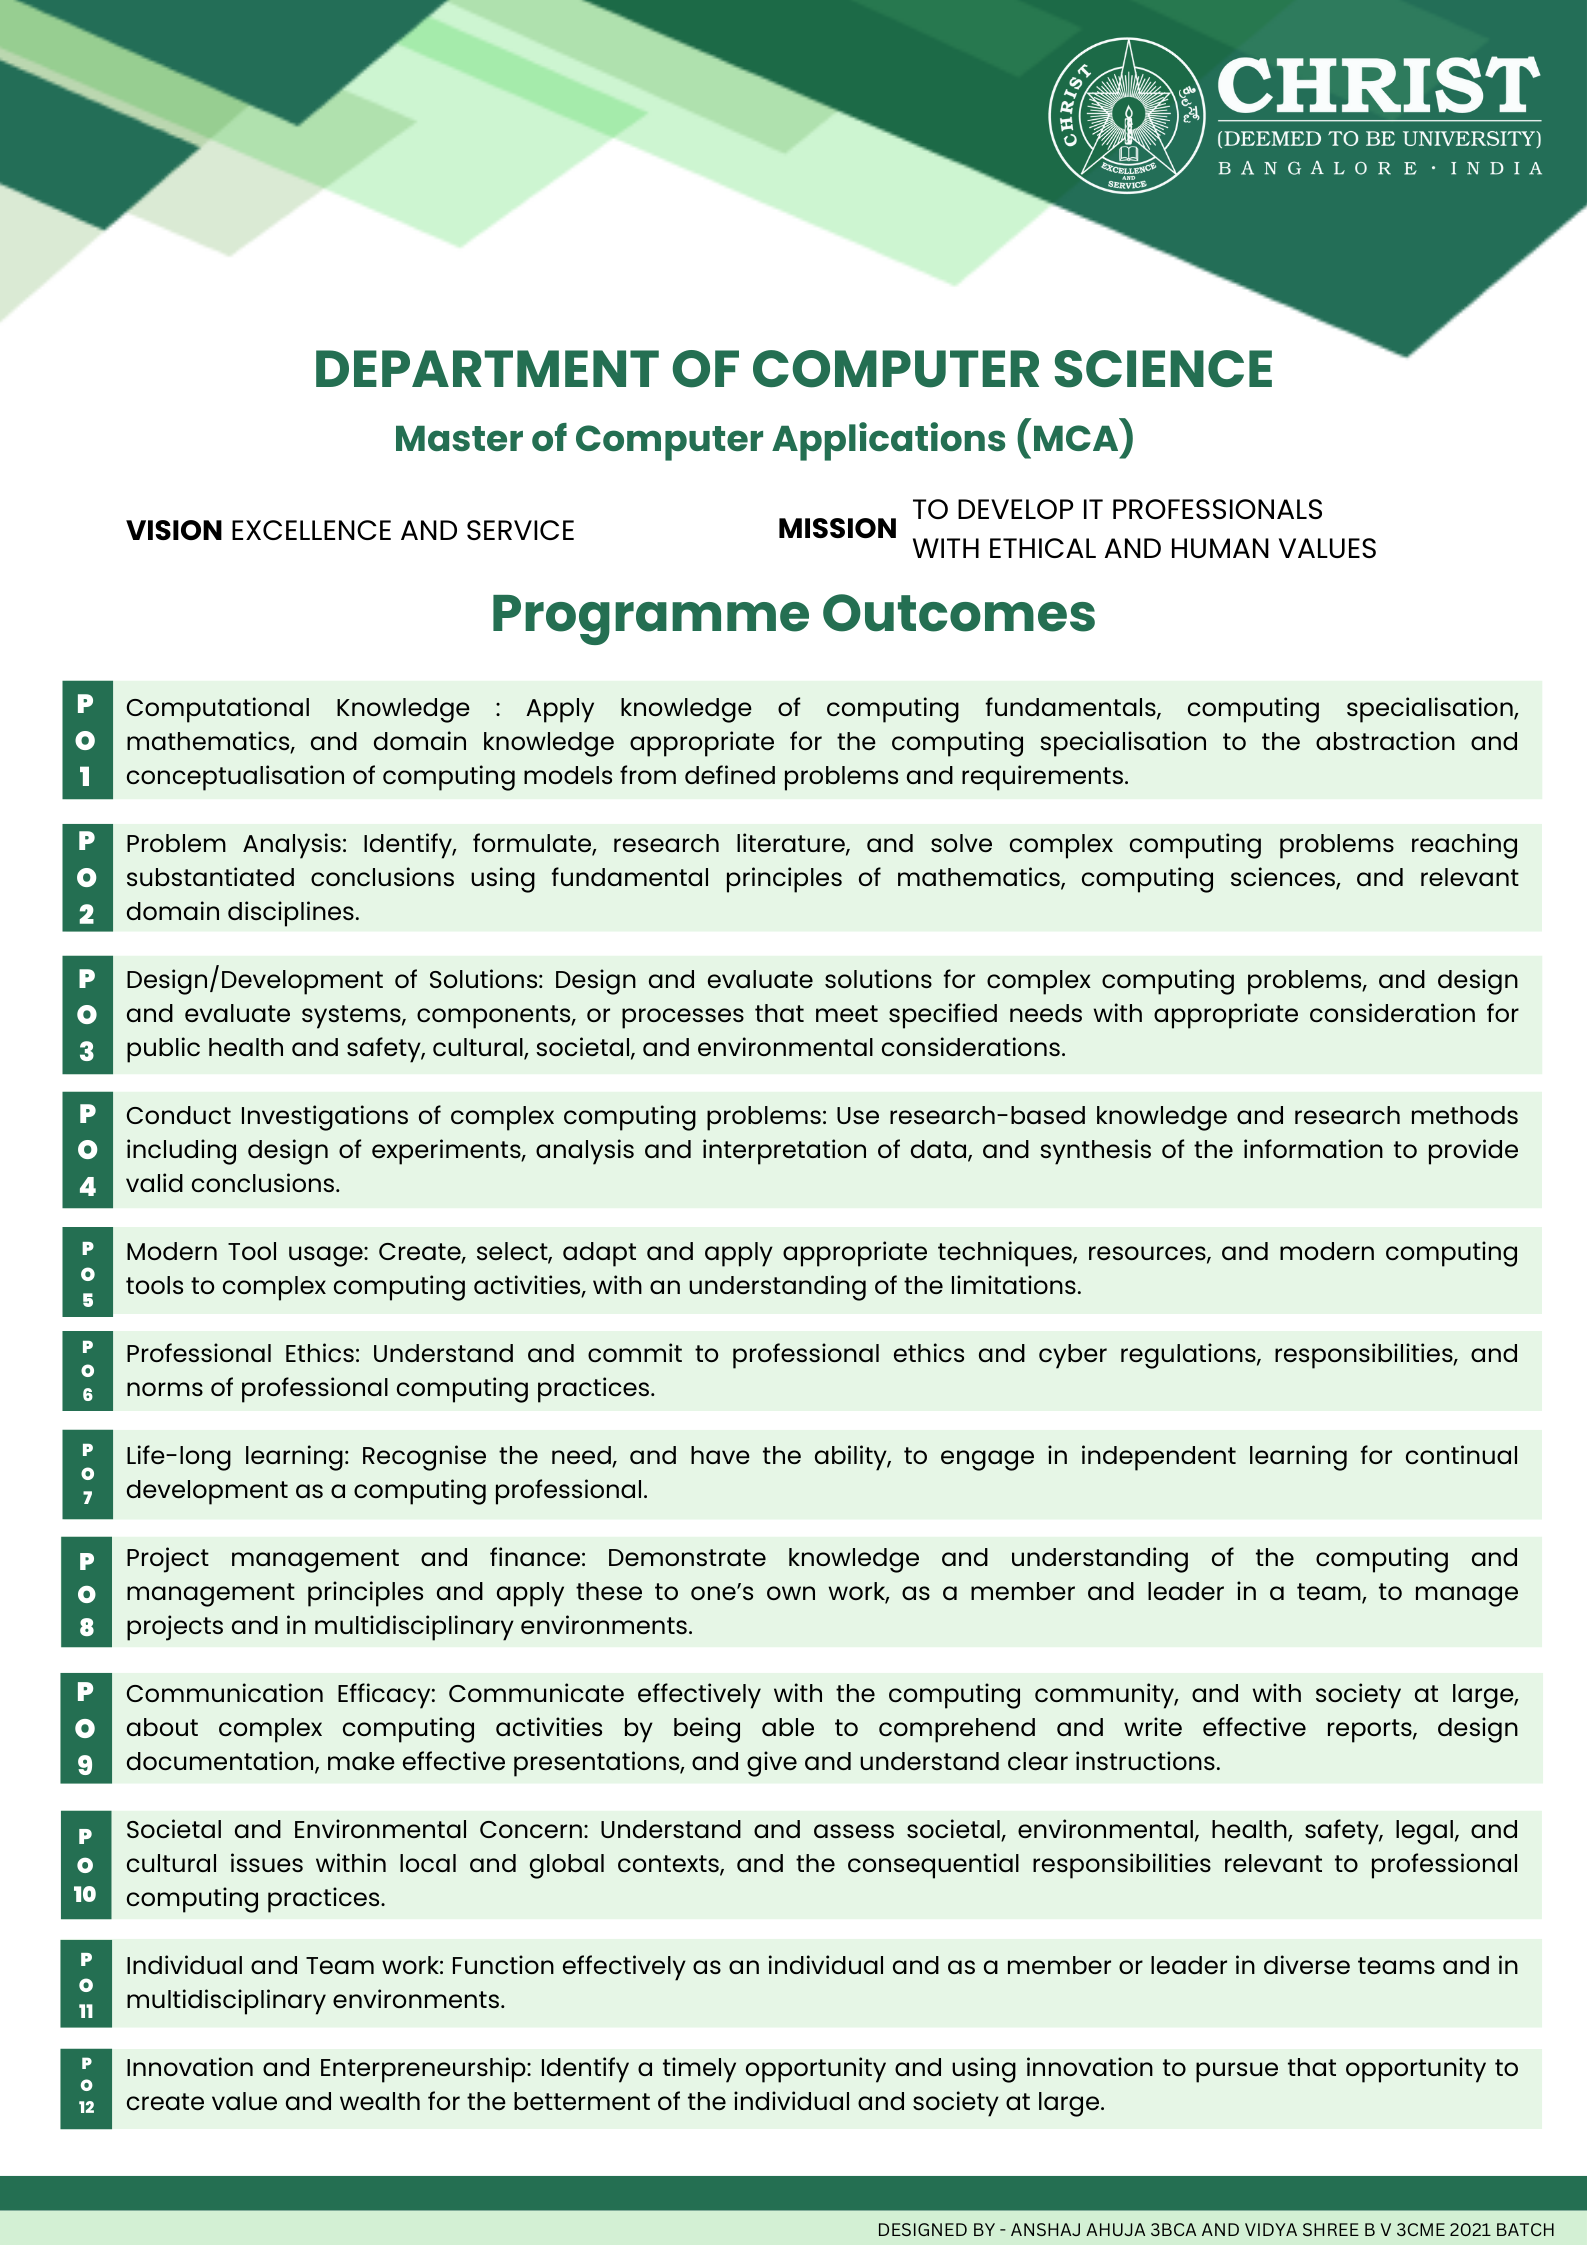 CHRIST
EXCELLENCE
AND
SERVICE
CHRIST
(DEEMED TO BE UNIVERSITY)
BANGALORE · INDIA
DEPARTMENT OF COMPUTER SCIENCE
Master of Computer Applications (MCA)
VISION EXCELLENCE AND SERVICE
MISSION TO DEVELOP IT PROFESSIONALS
WITH ETHICAL AND HUMAN VALUES
Programme Outcomes
P
O
1
Computational Knowledge : Apply knowledge of computing fundamentals, computing specialisation,
mathematics, and domain knowledge appropriate for the computing specialisation to the abstraction and
conceptualisation of computing models from defined problems and requirements.
P
O
2
Problem Analysis: Identify, formulate, research literature, and solve complex computing problems reaching
substantiated conclusions using fundamental principles of mathematics, computing sciences, and relevant
domain disciplines.
P
O
3
Design/Development of Solutions: Design and evaluate solutions for complex computing problems, and design
and evaluate systems, components, or processes that meet specified needs with appropriate consideration for
public health and safety, cultural, societal, and environmental considerations.
P
O
4
Conduct Investigations of complex computing problems: Use research-based knowledge and research methods
including design of experiments, analysis and interpretation of data, and synthesis of the information to provide
valid conclusions.
P
O
5
Modern Tool usage: Create, select, adapt and apply appropriate techniques, resources, and modern computing
tools to complex computing activities, with an understanding of the limitations.
P
O
6
Professional Ethics: Understand and commit to professional ethics and cyber regulations, responsibilities, and
norms of professional computing practices.
P
O
7
Life-long learning: Recognise the need, and have the ability, to engage in independent learning for continual
development as a computing professional.
P
O
8
Project management and finance: Demonstrate knowledge and understanding of the computing and
management principles and apply these to one’s own work, as a member and leader in a team, to manage
projects and in multidisciplinary environments.
P
O
9
Communication Efficacy: Communicate effectively with the computing community, and with society at large,
about complex computing activities by being able to comprehend and write effective reports, design
documentation, make effective presentations, and give and understand clear instructions.
P
O
10
Societal and Environmental Concern: Understand and assess societal, environmental, health, safety, legal, and
cultural issues within local and global contexts, and the consequential responsibilities relevant to professional
computing practices.
P
O
11
Individual and Team work: Function effectively as an individual and as a member or leader in diverse teams and in
multidisciplinary environments.
P
O
12
Innovation and Enterpreneurship: Identify a timely opportunity and using innovation to pursue that opportunity to
create value and wealth for the betterment of the individual and society at large.
DESIGNED BY - ANSHAJ AHUJA 3BCA AND VIDYA SHREE B V 3CME 2021 BATCH